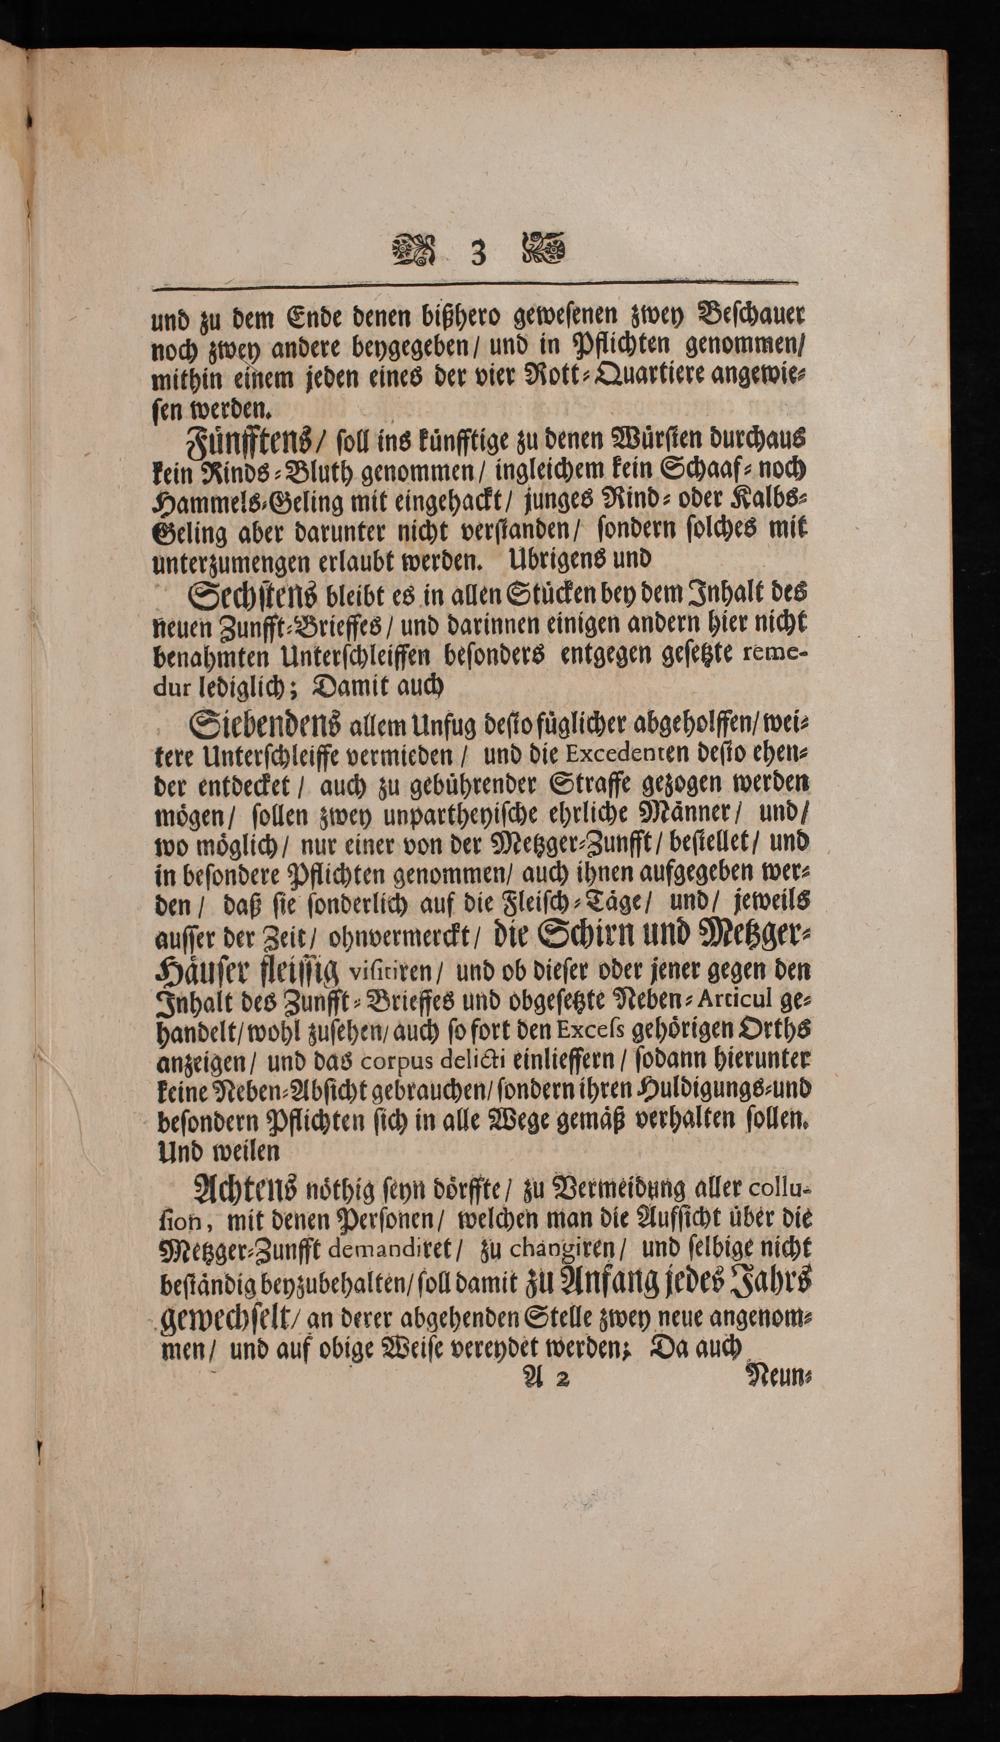 3
und zu dem Ende denen bißhero gewesenen zwey Beschauer
noch zwey andere beygegeben/ und in Pflichten genommen/
mithin einem jeden eines der vier Rott-Quartiere angewie-
sen werden.
Fünfftens/ soll ins künfftige zu denen Würsten durchaus
kein Rinds-Bluth genommen/ ingleichem kein Schaaf- noch
Hammels-Geling mit eingehackt/ junges Rind- oder Kalbs-
Geling aber darunter nicht verstanden/ sondern solches mit
unterzumengen erlaubt werden. Ubrigens und
Sechstens bleibt es in allen Stücken bey dem Inhalt des
neuen Zunfft-Brieffes/ und darinnen einigen andern hier nicht
benahmten Unterschleiffen besonders entgegen gesetzte reme-
dur lediglich; Damit auch
Siebendens allem Unfug desto füglicher abgeholffen/ wei-
tere Unterschleiffe vermieden/ und die Excedenten desto ehen-
der entdecket/ auch zu gebührender Straffe gezogen werden
mögen/ sollen zwey unpartheyische ehrliche Männer/ und/
wo möglich/ nur einer von der Metzger-Zunfft/ bestellet/ und
in besondere Pflichten genommen/ auch ihnen aufgegeben wer-
den/ daß sie sonderlich auf die Fleisch-Täge/ und/ jeweils
ausser der Zeit/ ohnvermerckt/ die Schirn und Metzger-
Häuser fleissig visitiren/ und ob dieser oder jener gegen den
Inhalt des Zunfft-Brieffes und obgesetzte Neben-Articul ge-
handelt/ wohl zusehen/ auch so fort den Excess gehörigen Orths
anzeigen/ und das corpus delicti einlieffern/ sodann hierunter
keine Neben-Absicht gebrauchen/ sondern ihren Huldigungs-und
besondern Pflichten sich in alle Wege gemäß verhalten sollen.
Und weilen
Achtens nöthig seyn dörffte/ zu Vermeidung aller collu-
sion, mit denen Personen/ welchen man die Aufsicht über die
Metzger-Zunfft demandiret/ zu changiren/ und selbige nicht
beständig beyzubehalten/ soll damit zu Anfang jedes Jahrs
gewechselt/ an derer abgehenden Stelle zwey neue angenom-
men/ und auf obige Weise vereydet werden; Da auch
A 2 Neun-